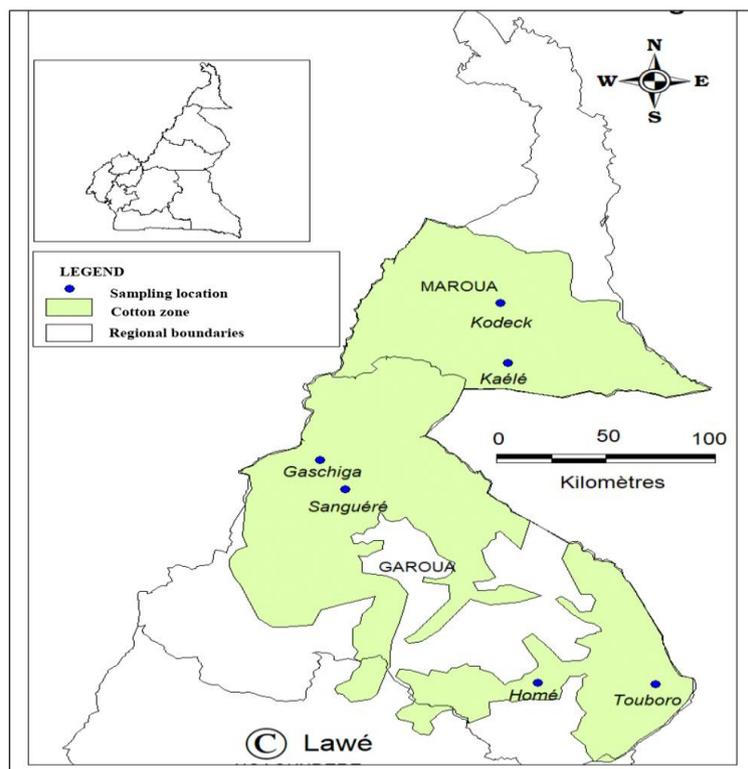 N
W E
S
LEGEND
Sampling location
Cotton zone
Regional boundaries
MAROUA
Kodeck
Kaélé
0 50 100
Kilomètres
Gaschiga
Sanguéré
GAROUA
Homé
Touboro
© Lawé